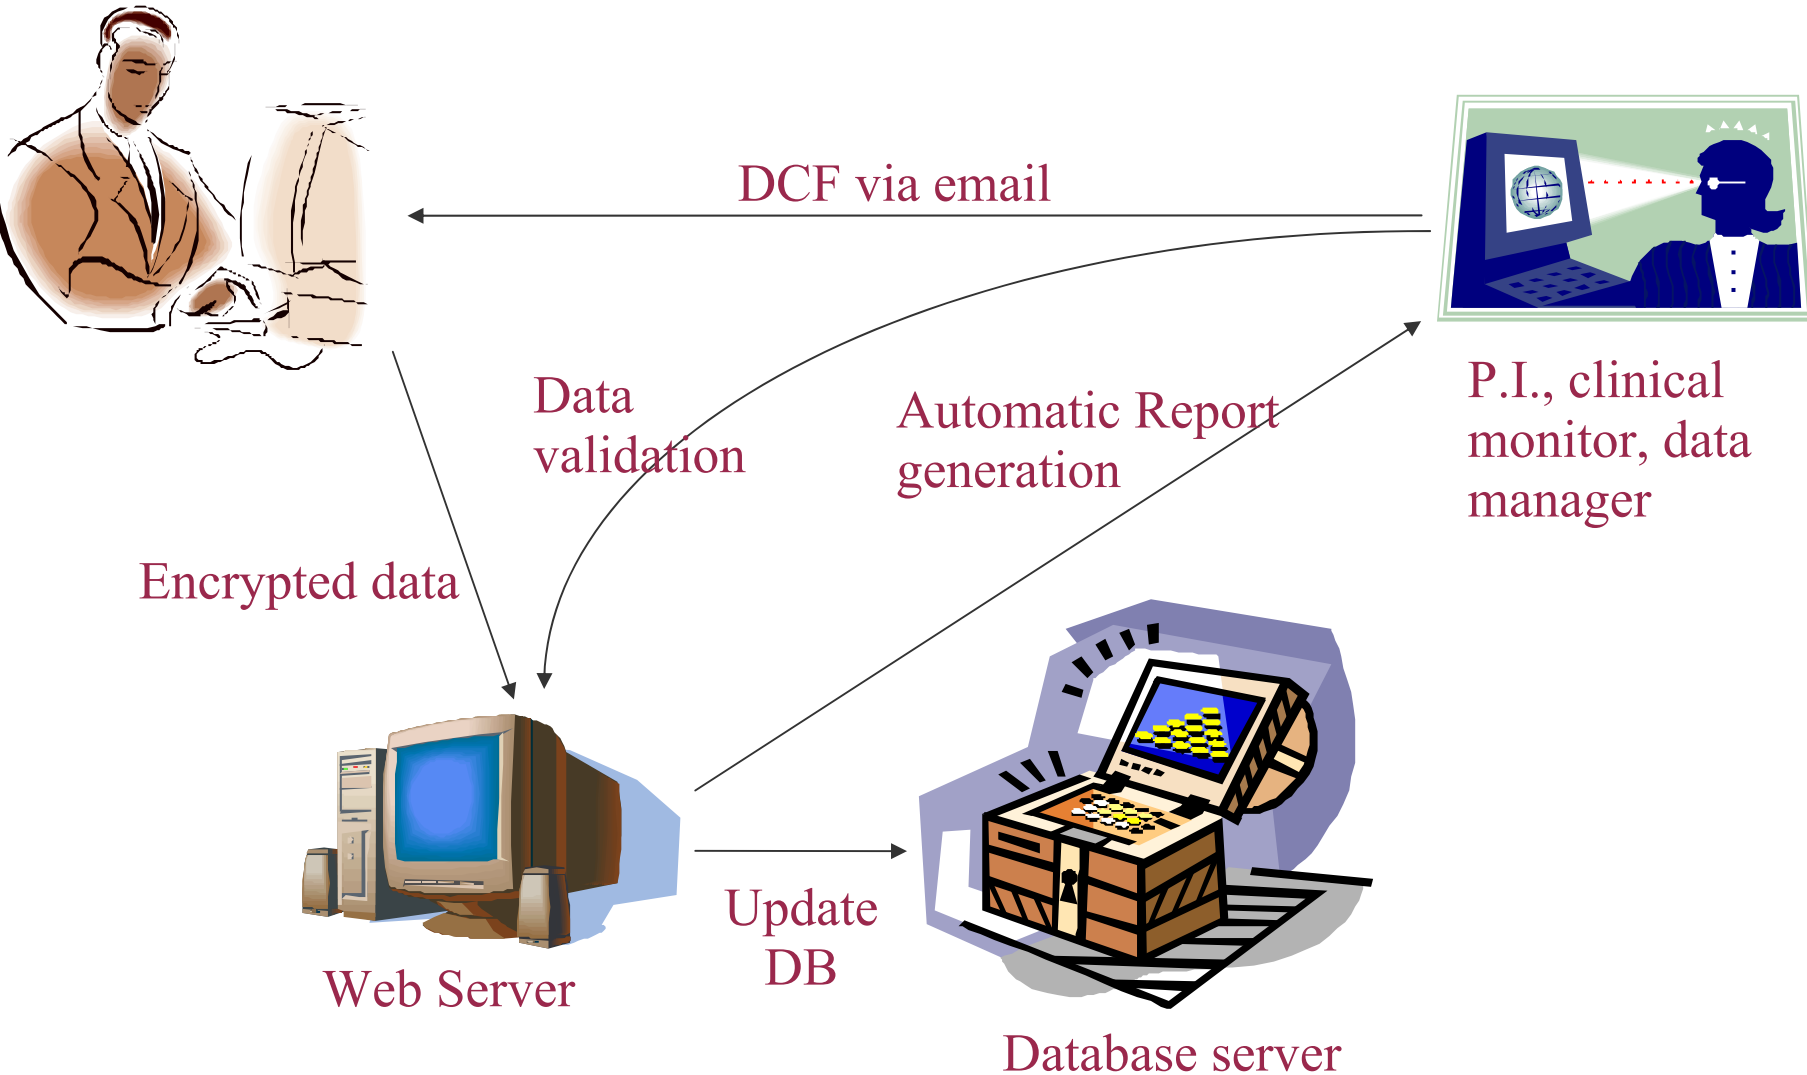 DCF via email
Data
validation
Automatic Report
generation
P.I., clinical
monitor, data
manager
Encrypted data
Update
DB
Web Server
Database server